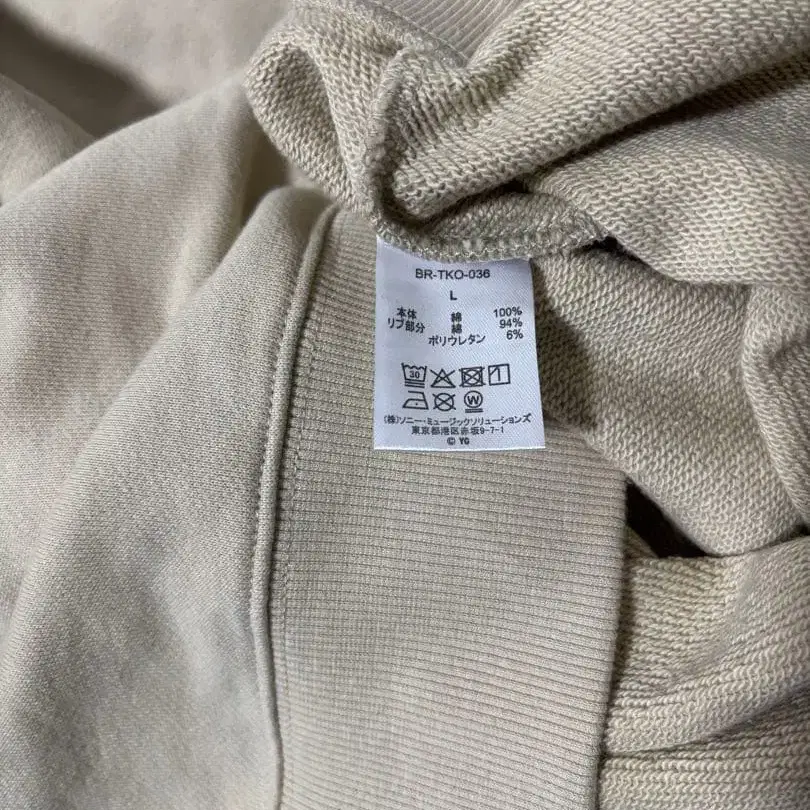 BR-TKO-036
L
本体 綿 100%
リブ部分 綿 94%
ポリウレタン 6%
30
W
(株)ソニー・ミュージックソリューションズ
東京都港区赤坂9-7-1
© YG